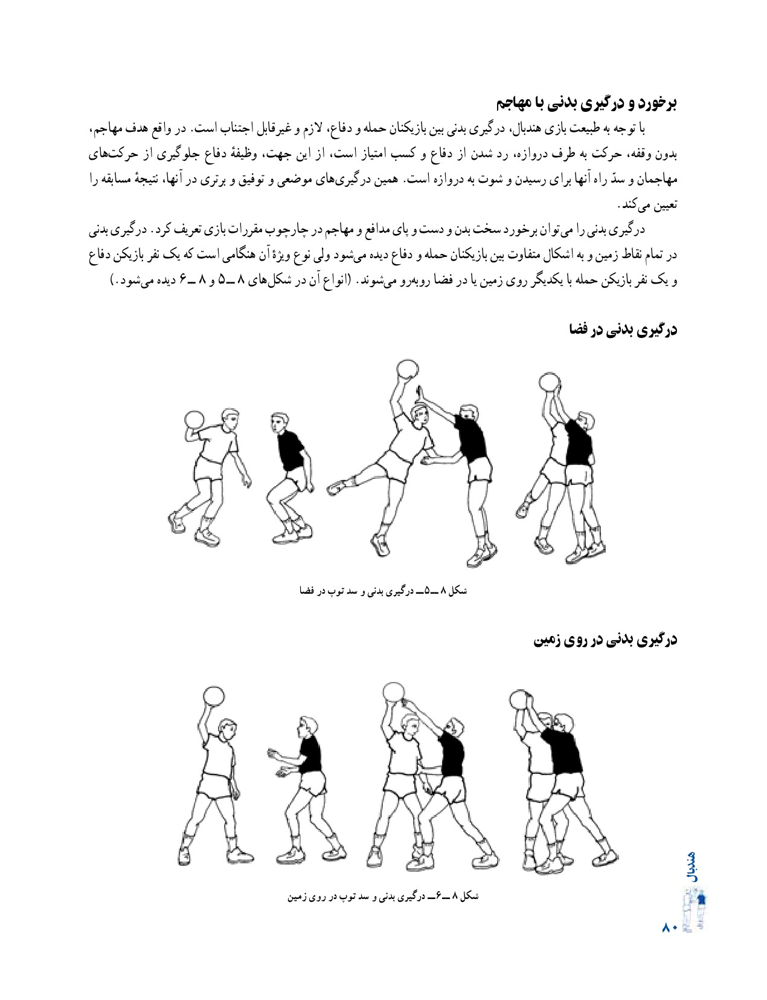 برخورد و درگیری بدنی با مهاجم
با توجه به طبیعت بازی هندبال، درگیری بدنی بین بازیکنان حمله و دفاع، لازم و غیرقابل اجتناب است. در واقع هدف مهاجم،
بدون وقفه، حرکت به طرف دروازه، رد شدن از دفاع و کسب امتیاز است، از این جهت، وظیفهٔ دفاع جلوگیری از حرکت‌های
مهاجمان و سدّ راه آنها برای رسیدن و شوت به دروازه است. همین درگیری‌های موضعی و توفیق و برتری در آنها، نتیجهٔ مسابقه را
تعیین می‌کند.
درگیری بدنی را می‌توان برخورد سخت بدن و دست و پای مدافع و مهاجم در چارچوب مقررات بازی تعریف کرد. درگیری بدنی
در تمام نقاط زمین و به اشکال متفاوت بین بازیکنان حمله و دفاع دیده می‌شود ولی نوع ویژهٔ آن هنگامی است که یک نفر بازیکن دفاع
و یک نفر بازیکن حمله با یکدیگر روی زمین یا در فضا روبه‌رو می‌شوند. (انواع آن در شکل‌های ۸ ــ۵ و ۸ ــ۶ دیده می‌شود.)
درگیری بدنی در فضا
شکل ۸ ــ۵ــ درگیری بدنی و سد توپ در فضا
درگیری بدنی در روی زمین
شکل ۸ ــ۶ــ درگیری بدنی و سد توپ در روی زمین
هندبال
۸۰